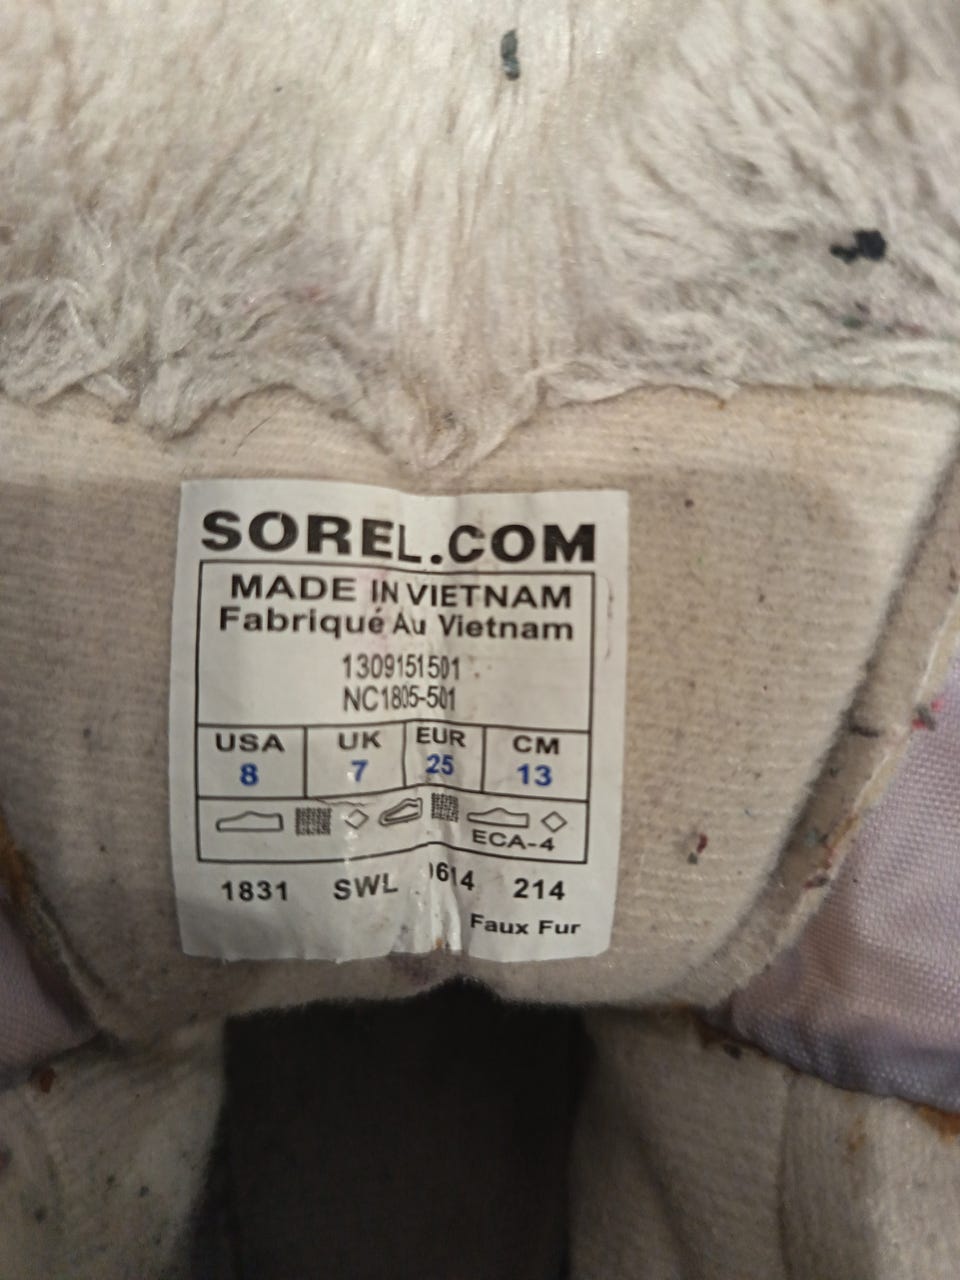 SOREL.COM
MADE IN VIETNAM
Fabriqué Au Vietnam
1309151501
NC1805-501
USA UK EUR CM
8 7 25 13
ECA-4
1831 SWL 0614 214
Faux Fur